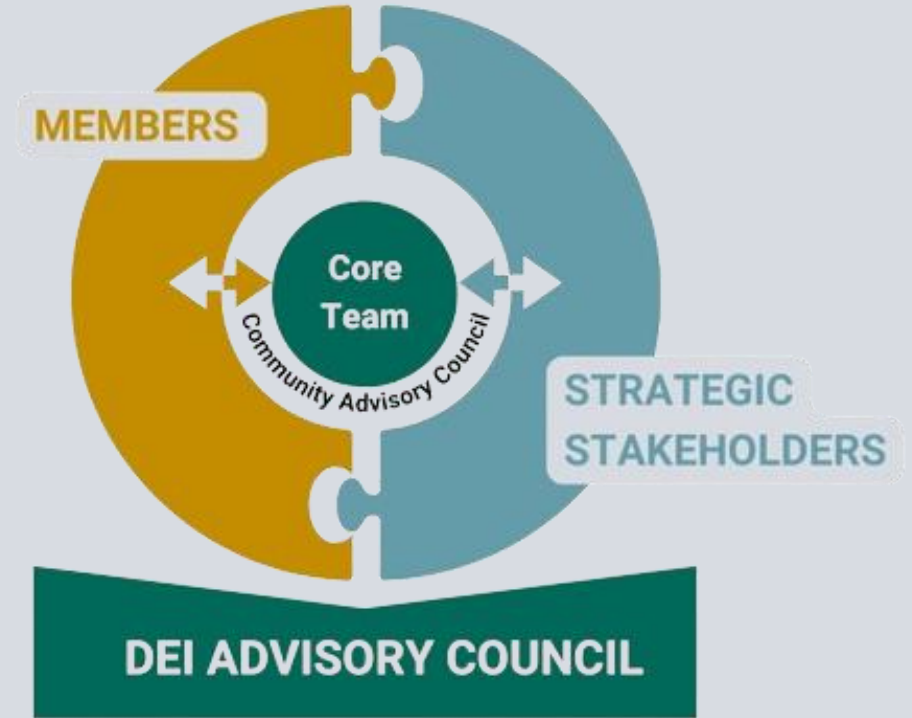 MEMBERS
Core
Team
Community Advisory Council
STRATEGIC
STAKEHOLDERS
DEI ADVISORY COUNCIL